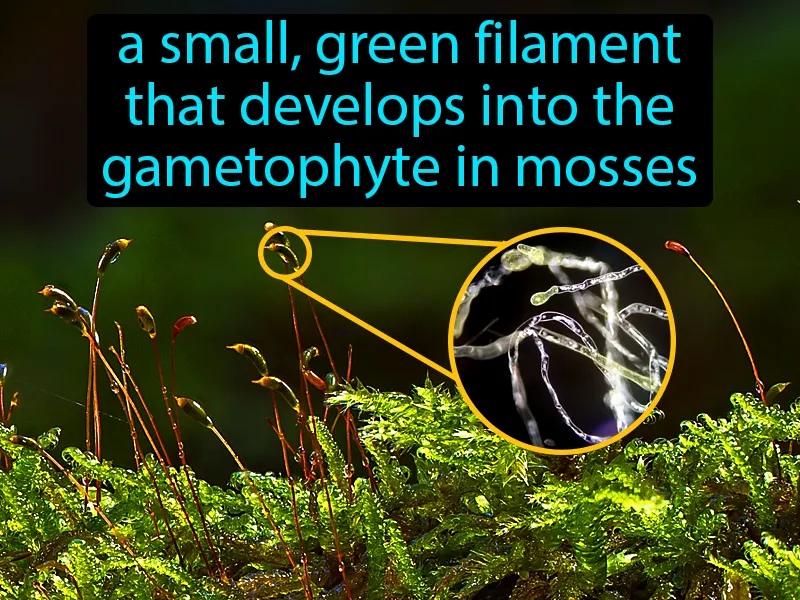 a small, green filament
that develops into the
gametophyte in mosses